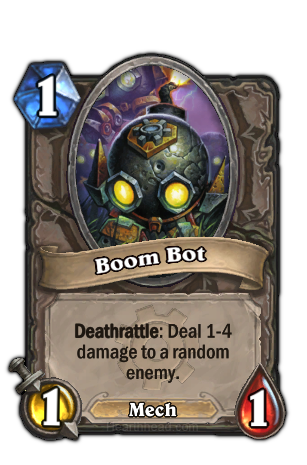 1
Boom Bot
Deathrattle: Deal 1-4
damage to a random
enemy.
1
Mech
1